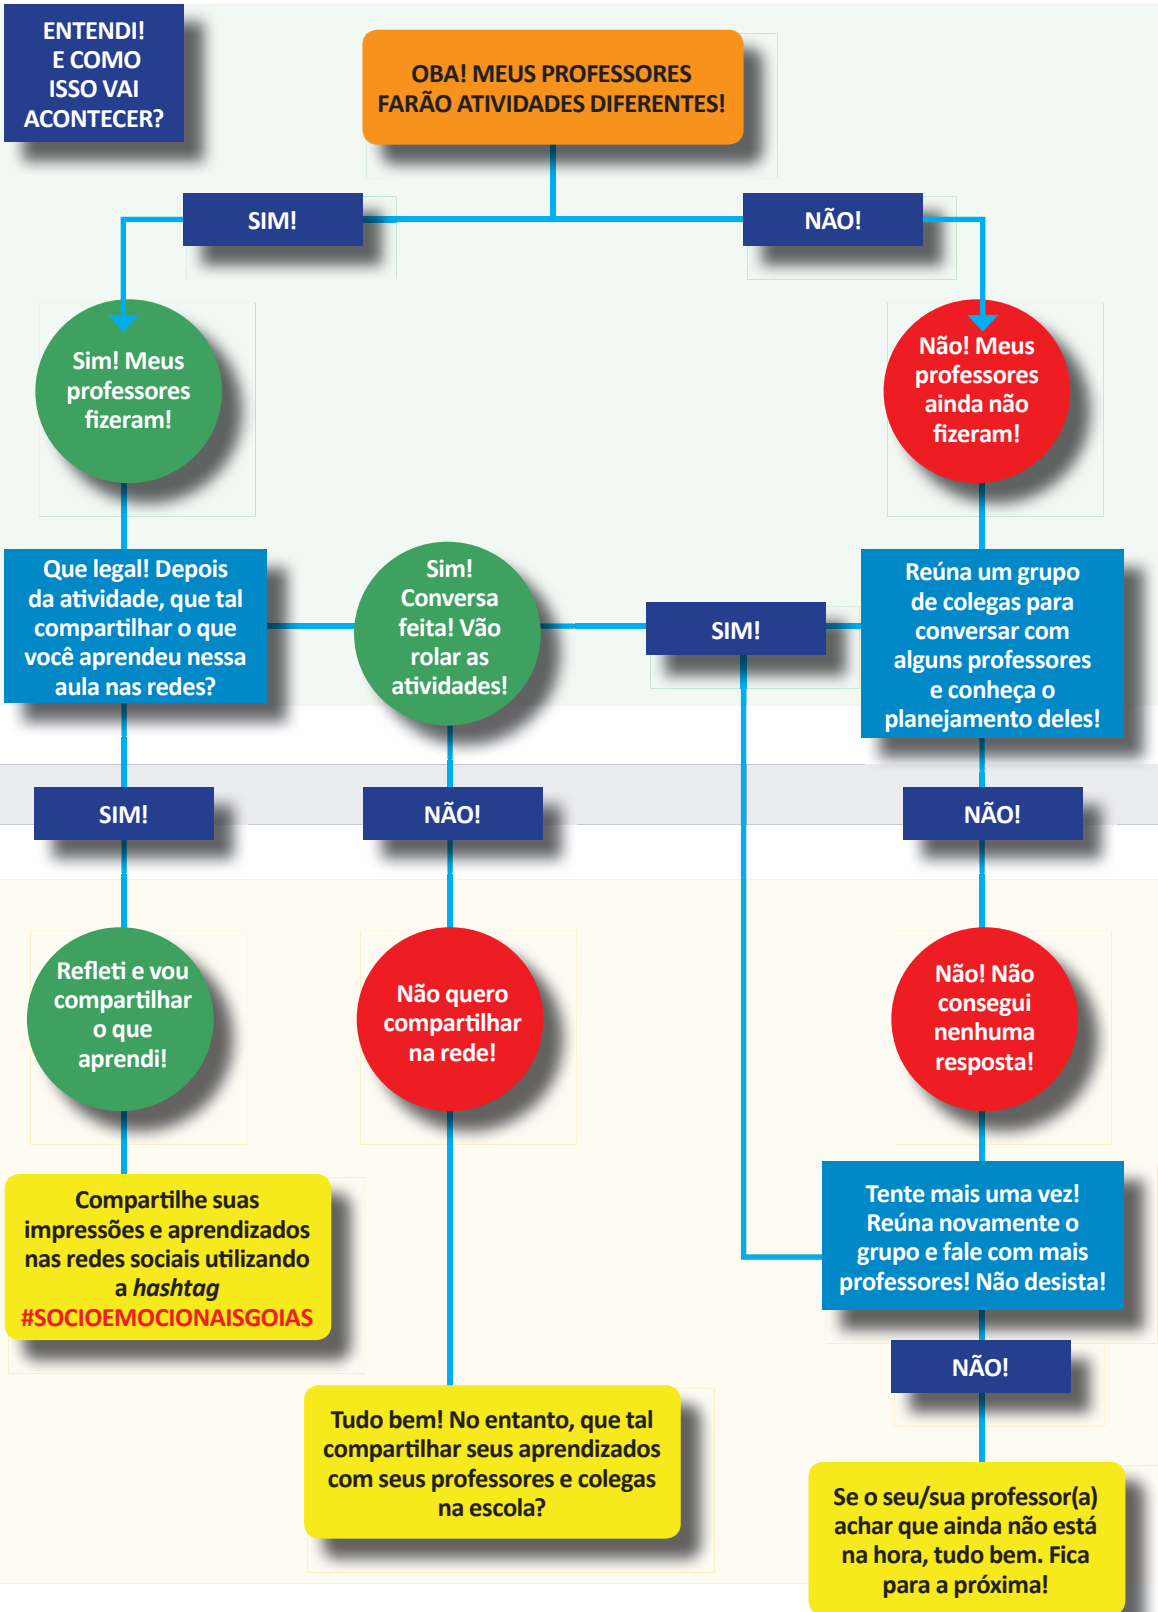 ENTENDI!
E COMO
ISSO VAI
ACONTECER?
OBA! MEUS PROFESSORES
FARÃO ATIVIDADES DIFERENTES!
SIM!
NÃO!
Sim! Meus
professores
fizeram!
Não! Meus
professores
ainda não
fizeram!
Que legal! Depois
da atividade, que tal
compartilhar o que
você aprendeu nessa
aula nas redes?
Sim!
Conversa
feita! Vão
rolar as
atividades!
SIM!
Reúna um grupo
de colegas para
conversar com
alguns professores
e conheça o
planejamento deles!
SIM!
NÃO!
NÃO!
Refleti e vou
compartilhar
o que
aprendi!
Não quero
compartilhar
na rede!
Não! Não
consegui
nenhuma
resposta!
Compartilhe suas
impressões e aprendizados
nas redes sociais utilizando
a hashtag
#SOCIOEMOCIONAISGOIAS
Tente mais uma vez!
Reúna novamente o
grupo e fale com mais
professores! Não desista!
NÃO!
Tudo bem! No entanto, que tal
compartilhar seus aprendizados
com seus professores e colegas
na escola?
Se o seu/sua professor(a)
achar que ainda não está
na hora, tudo bem. Fica
para a próxima!